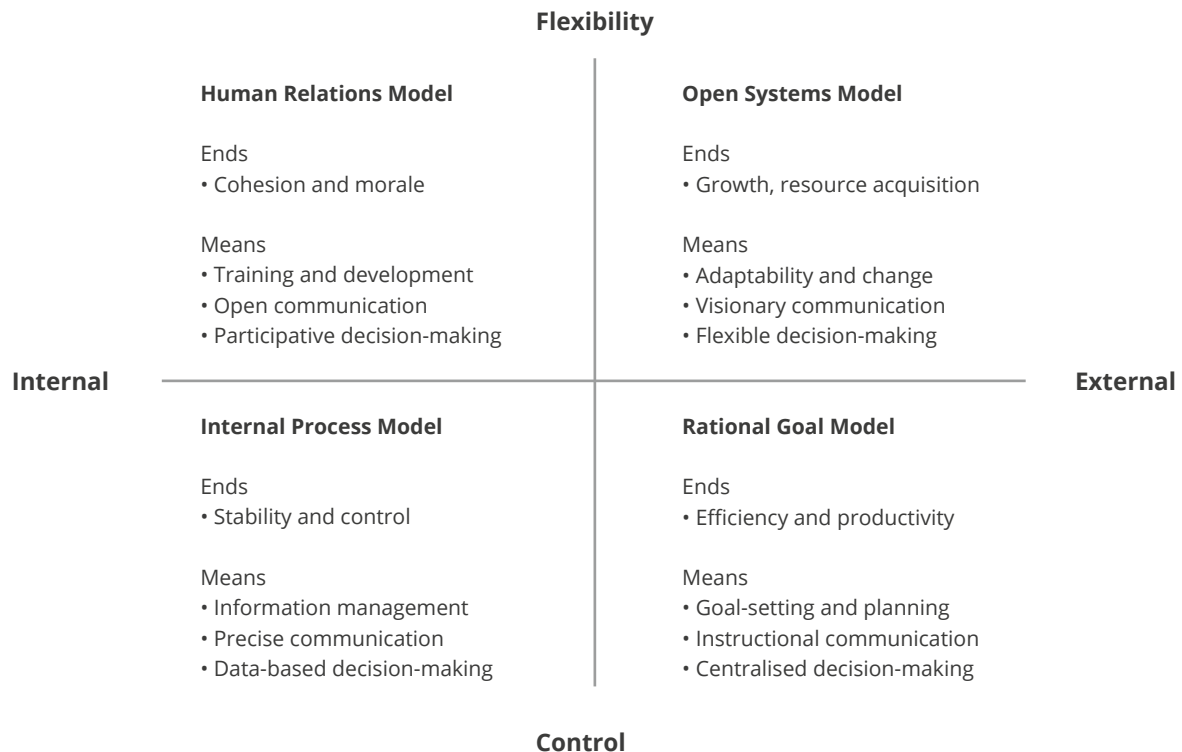 Flexibility
Human Relations Model
Ends
• Cohesion and morale
Means
• Training and development
• Open communication
• Participative decision-making
Open Systems Model
Ends
• Growth, resource acquisition
Means
• Adaptability and change
• Visionary communication
• Flexible decision-making
Internal
External
Internal Process Model
Ends
• Stability and control
Means
• Information management
• Precise communication
• Data-based decision-making
Rational Goal Model
Ends
• Efficiency and productivity
Means
• Goal-setting and planning
• Instructional communication
• Centralised decision-making
Control